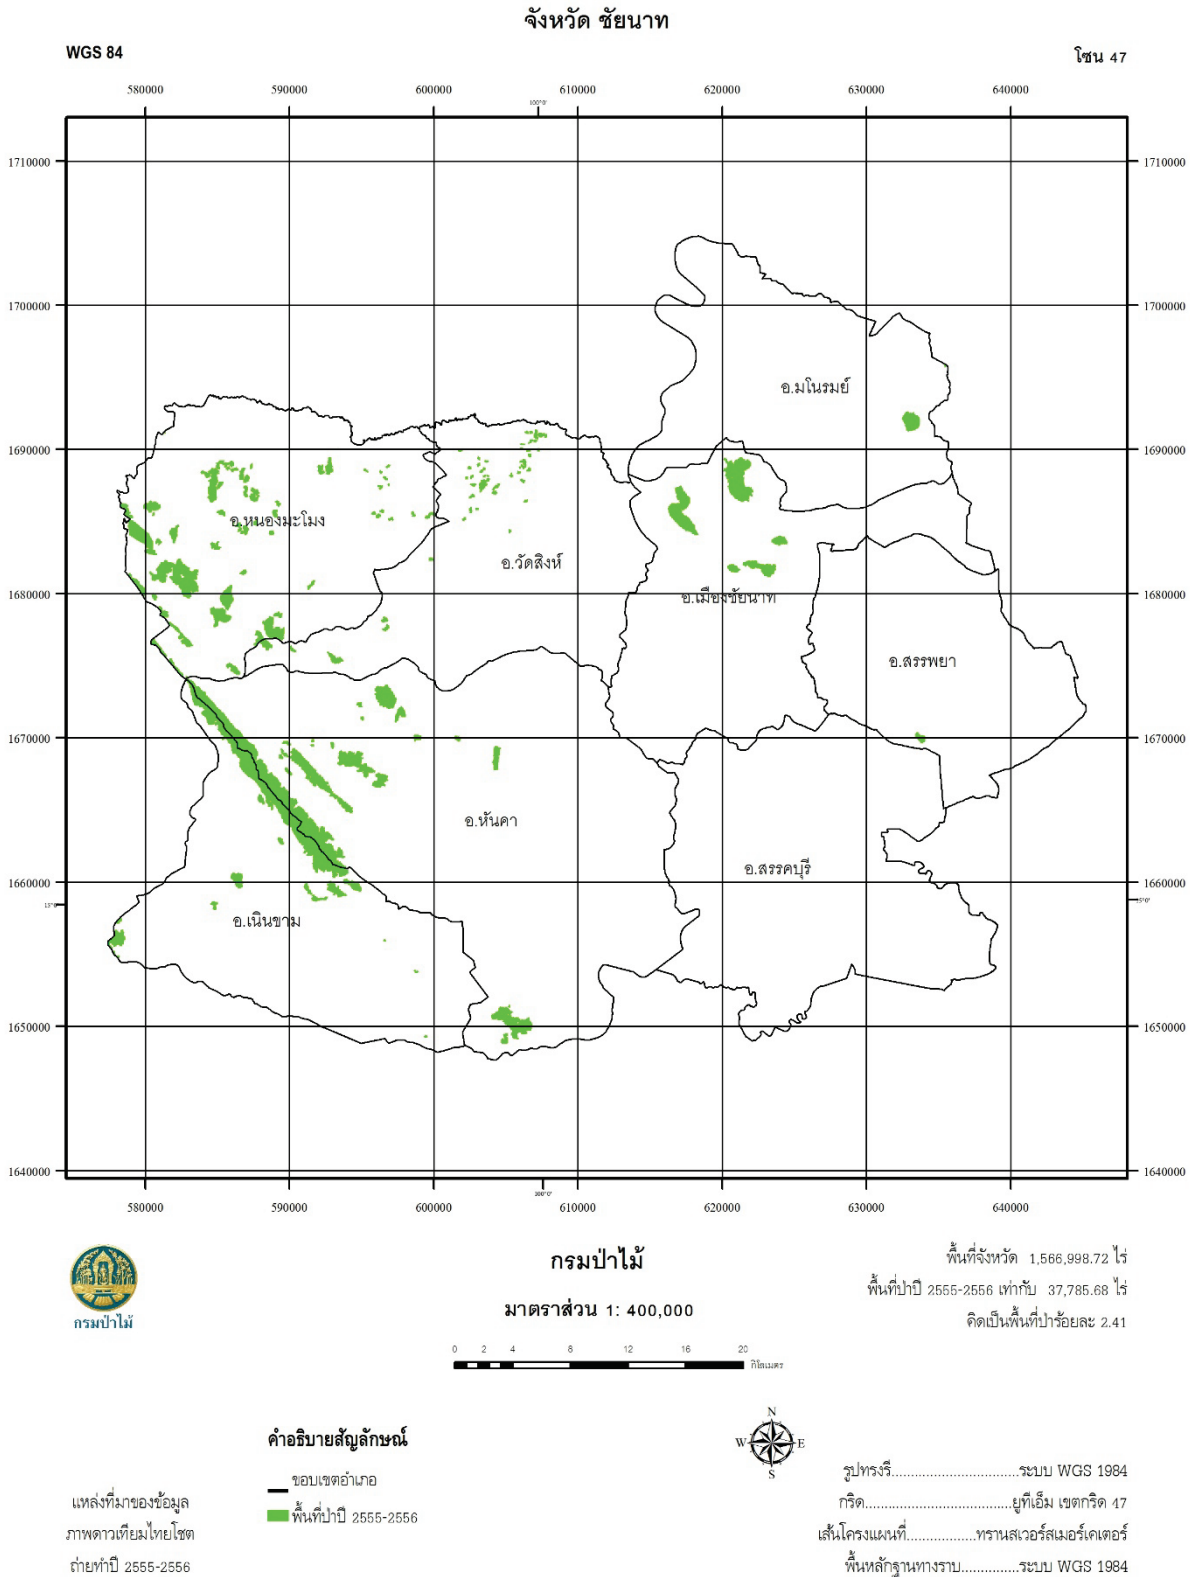 จังหวัด ชัยนาท
WGS 84
โซน 47
580000 590000 600000 610000 620000 630000 640000
100°0'
1710000 1710000
1700000 1700000
อ.มโนรมย์
1690000 1690000
อ.หนองมะโมง
อ.วัดสิงห์
1680000 1680000
อ.เมืองชัยนาท
อ.สรรพยา
1670000 1670000
อ.หันคา
อ.สรรคบุรี
1660000 1660000
15°0' 15°0'
อ.เนินขาม
1650000 1650000
1640000 1640000
100°0'
580000 590000 600000 610000 620000 630000 640000
กรมป่าไม้
กรมป่าไม้
มาตราส่วน 1: 400,000
พื้นที่จังหวัด 1,566,998.72 ไร่
พื้นที่ป่าปี 2555-2556 เท่ากับ 37,785.68 ไร่
คิดเป็นพื้นที่ป่าร้อยละ 2.41
0 2 4 8 12 16 20
กิโลเมตร
N
W E
S
คำอธิบายสัญลักษณ์
ขอบเขตอำเภอ
พื้นที่ป่าปี 2555-2556
แหล่งที่มาของข้อมูล
ภาพดาวเทียมไทยโชต
ถ่ายทำปี 2555-2556
รูปทรงรี...............................ระบบ WGS 1984
กริด.....................................ยูทีเอ็ม เขตกริด 47
เส้นโครงแผนที่.................ทรานสเวอร์สเมอร์เคเตอร์
พื้นหลักฐานทางราบ..............ระบบ WGS 1984